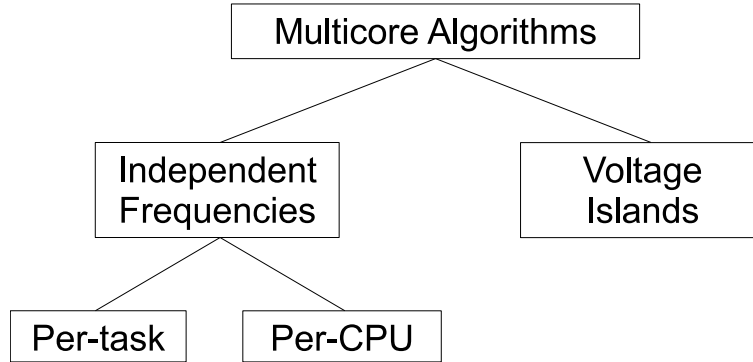 Multicore Algorithms
Independent
Frequencies
Voltage
Islands
Per-task
Per-CPU